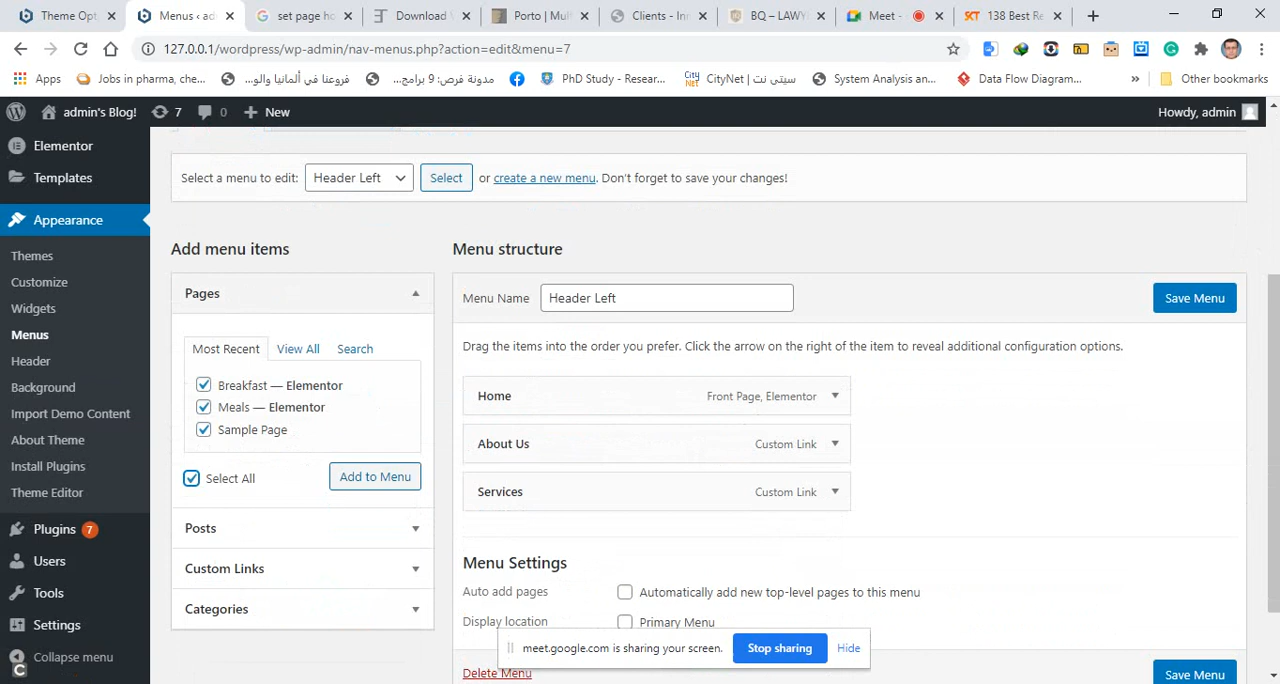 Theme Opt
Menus ‹ adn
set page ho
Download V
Porto | Mult
Clients - Inn
BQ – LAWY
Meet -
SKT 138 Best Re
127.0.0.1/wordpress/wp-admin/nav-menus.php?action=edit&menu=7
Apps
Jobs in pharma, che...
فروعنا في ألمانيا والو...
مدونة فرص: 9 برامج...
PhD Study - Resear...
CityNet | سيتى نت
System Analysis an...
Data Flow Diagram...
»
Other bookmarks
admin's Blog!
7
0
New
Howdy, admin
Elementor
Templates
Appearance
Themes
Customize
Widgets
Menus
Header
Background
Import Demo Content
About Theme
Install Plugins
Theme Editor
Plugins 7
Users
Tools
Settings
Collapse menu
Select a menu to edit: Header Left Select or create a new menu. Don't forget to save your changes!
Add menu items
Pages
Most Recent View All Search
Breakfast — Elementor
Meals — Elementor
Sample Page
Select All Add to Menu
Posts
Custom Links
Categories
Menu structure
Menu Name Header Left Save Menu
Drag the items into the order you prefer. Click the arrow on the right of the item to reveal additional configuration options.
Home Front Page, Elementor
About Us Custom Link
Services Custom Link
Menu Settings
Auto add pages Automatically add new top-level pages to this menu
Display location Primary Menu
meet.google.com is sharing your screen. Stop sharing Hide
Delete Menu Save Menu